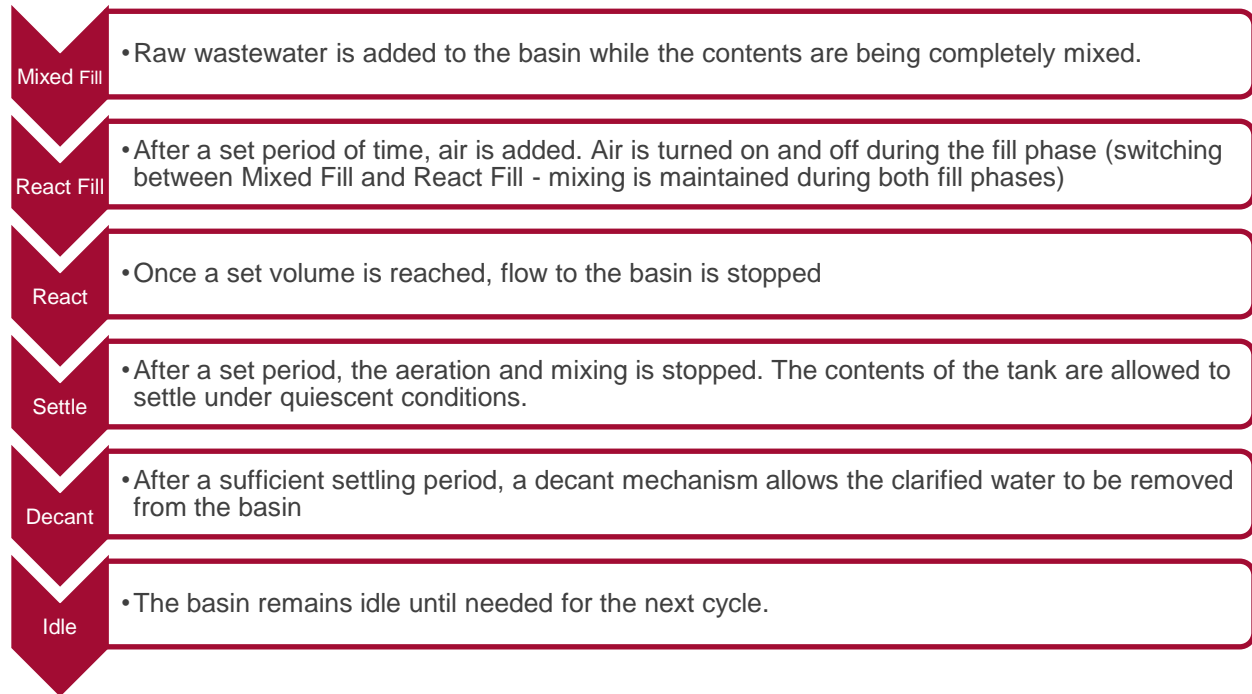 Mixed Fill
•Raw wastewater is added to the basin while the contents are being completely mixed.
React Fill
•After a set period of time, air is added. Air is turned on and off during the fill phase (switching
between Mixed Fill and React Fill - mixing is maintained during both fill phases)
React
•Once a set volume is reached, flow to the basin is stopped
Settle
•After a set period, the aeration and mixing is stopped. The contents of the tank are allowed to
settle under quiescent conditions.
Decant
•After a sufficient settling period, a decant mechanism allows the clarified water to be removed
from the basin
Idle
•The basin remains idle until needed for the next cycle.